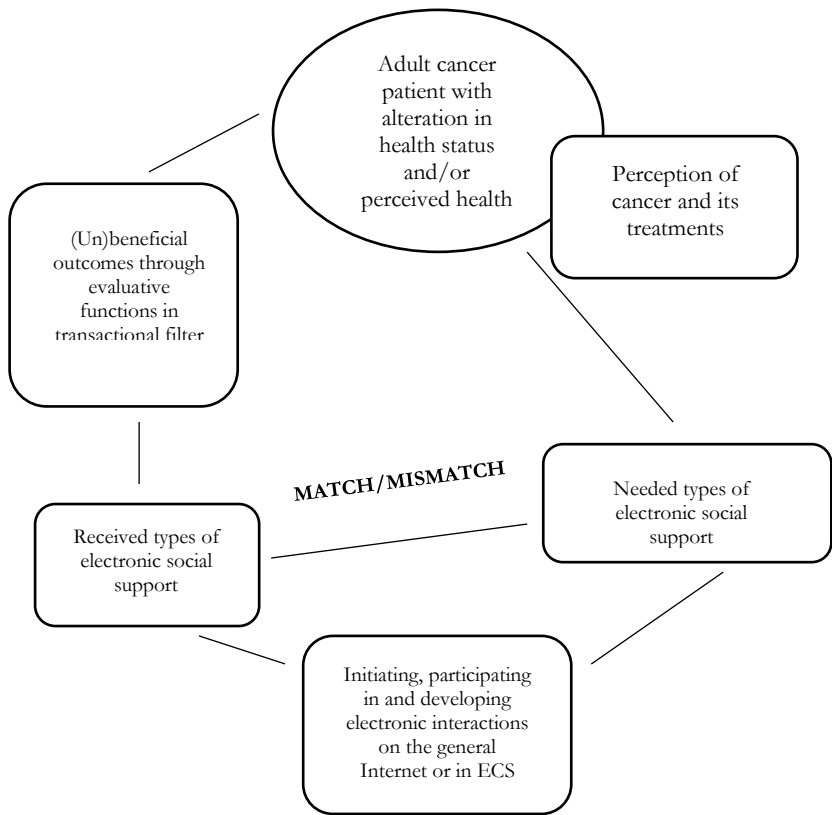 Adult cancer
patient with
alteration in
health status
and/or
perceived health
Perception of
cancer and its
treatments
(Un)beneficial
outcomes through
evaluative
functions in
transactional filter
MATCH/MISMATCH
Needed types of
electronic social
support
Received types of
electronic social
support
Initiating, participating
in and developing
electronic interactions
on the general
Internet or in ECS